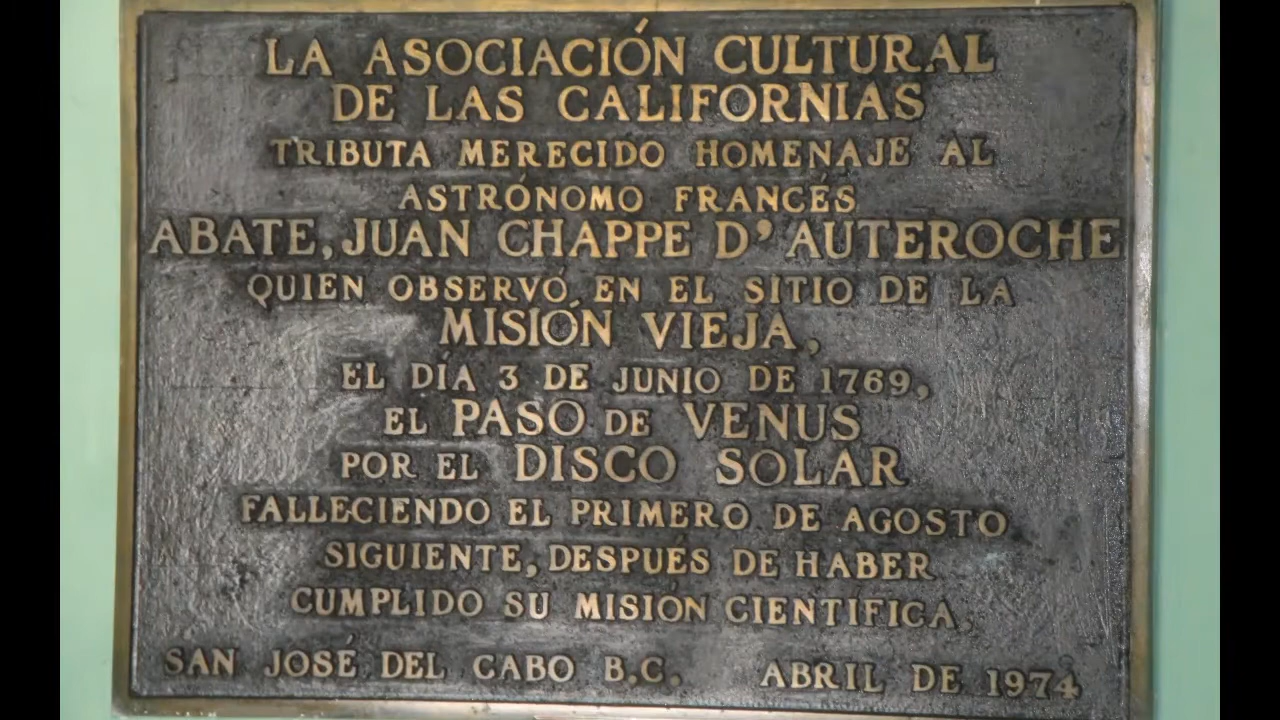 LA ASOCIACIÓN CULTURAL
DE LAS CALIFORNIAS
TRIBUTA MERECIDO HOMENAJE AL
ASTRÓNOMO FRANCÉS
ABATE, JUAN CHAPPE D'AUTEROCHE
QUIEN OBSERVÓ EN EL SITIO DE LA
MISIÓN VIEJA,
EL DÍA 3 DE JUNIO DE 1769,
EL PASO DE VENUS
POR EL DISCO SOLAR
FALLECIENDO EL PRIMERO DE AGOSTO
SIGUIENTE, DESPUÉS DE HABER
CUMPLIDO SU MISIÓN CIENTÍFICA.
SAN JOSÉ DEL CABO B.C. ABRIL DE 1974